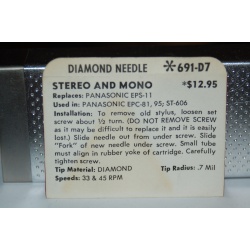 DIAMOND NEEDLE *691-D7
STEREO AND MONO *$12.95
Replaces: PANASONIC EPS-11
Used in: PANASONIC EPC-81, 95; ST-606
Installation: To remove old stylus, loosen set
screw about ½ turn. (DO NOT REMOVE SCREW
as it may be difficult to replace it and it is easily
lost.) Slide needle out from under screw. Slide
"Fork" of new needle under screw. Small tube
must align in rubber yoke of cartridge. Carefully
tighten screw.
Tip Material: DIAMOND Tip Radius: .7 Mil
Speeds: 33 & 45 RPM